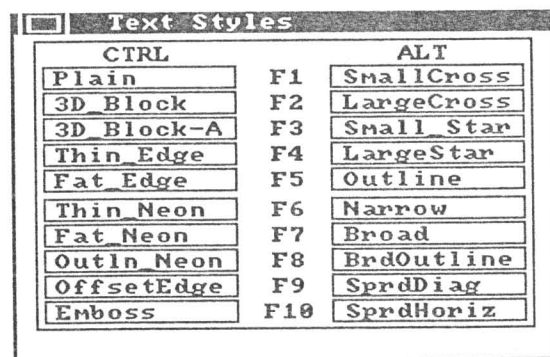 Text Styles
CTRL ALT
Plain F1 SmallCross
3D_Block F2 LargeCross
3D_Block-A F3 Small_Star
Thin_Edge F4 LargeStar
Fat_Edge F5 Outline
Thin_Neon F6 Narrow
Fat_Neon F7 Broad
Outln_Neon F8 BrdOutline
OffsetEdge F9 SprdDiag
Emboss F10 SprdHoriz